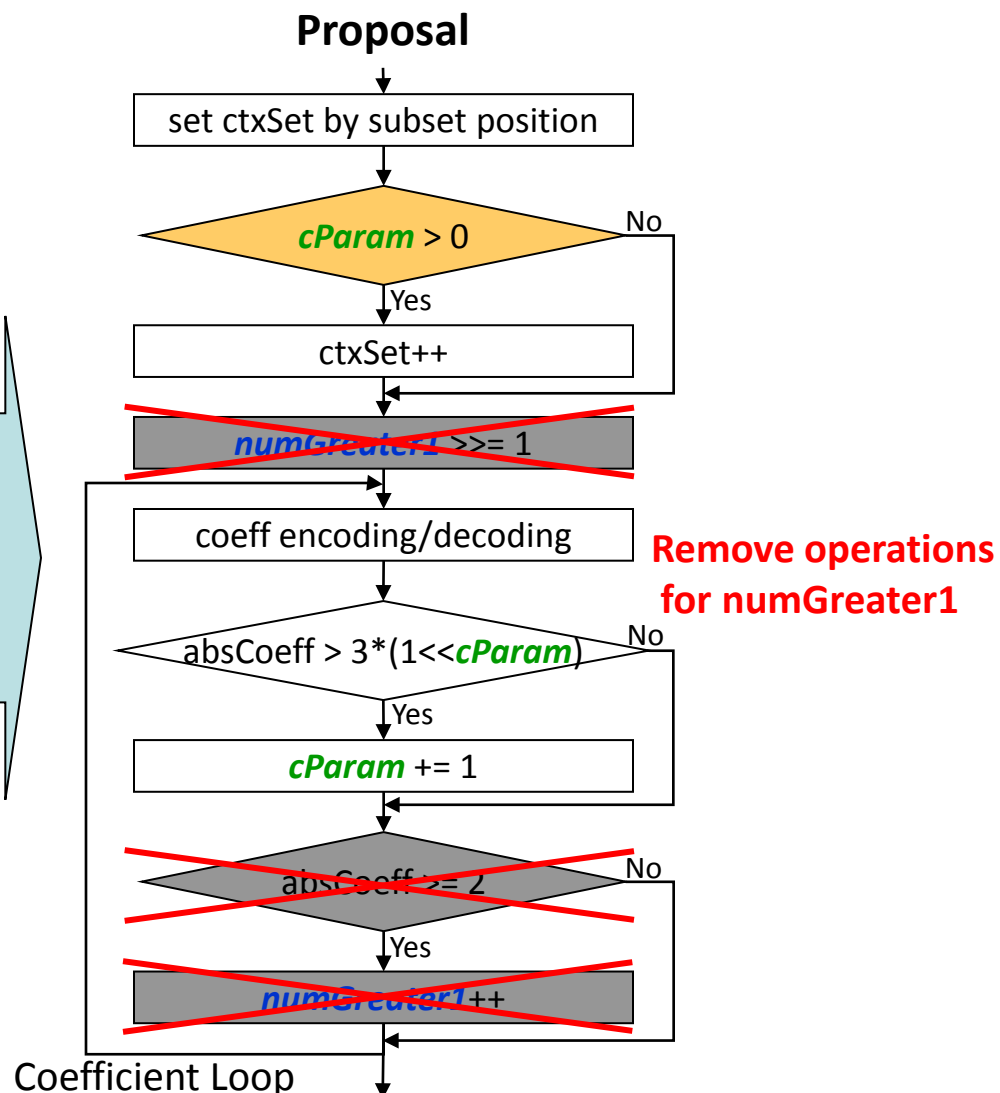 Proposal
set ctxSet by subset position
cParam > 0
No
Yes
ctxSet++
numGreater1 >>= 1
coeff encoding/decoding
Remove operations
for numGreater1
absCoeff > 3*(1<<cParam)
No
Yes
cParam += 1
absCoeff >= 2
No
Yes
numGreater1++
Coefficient Loop